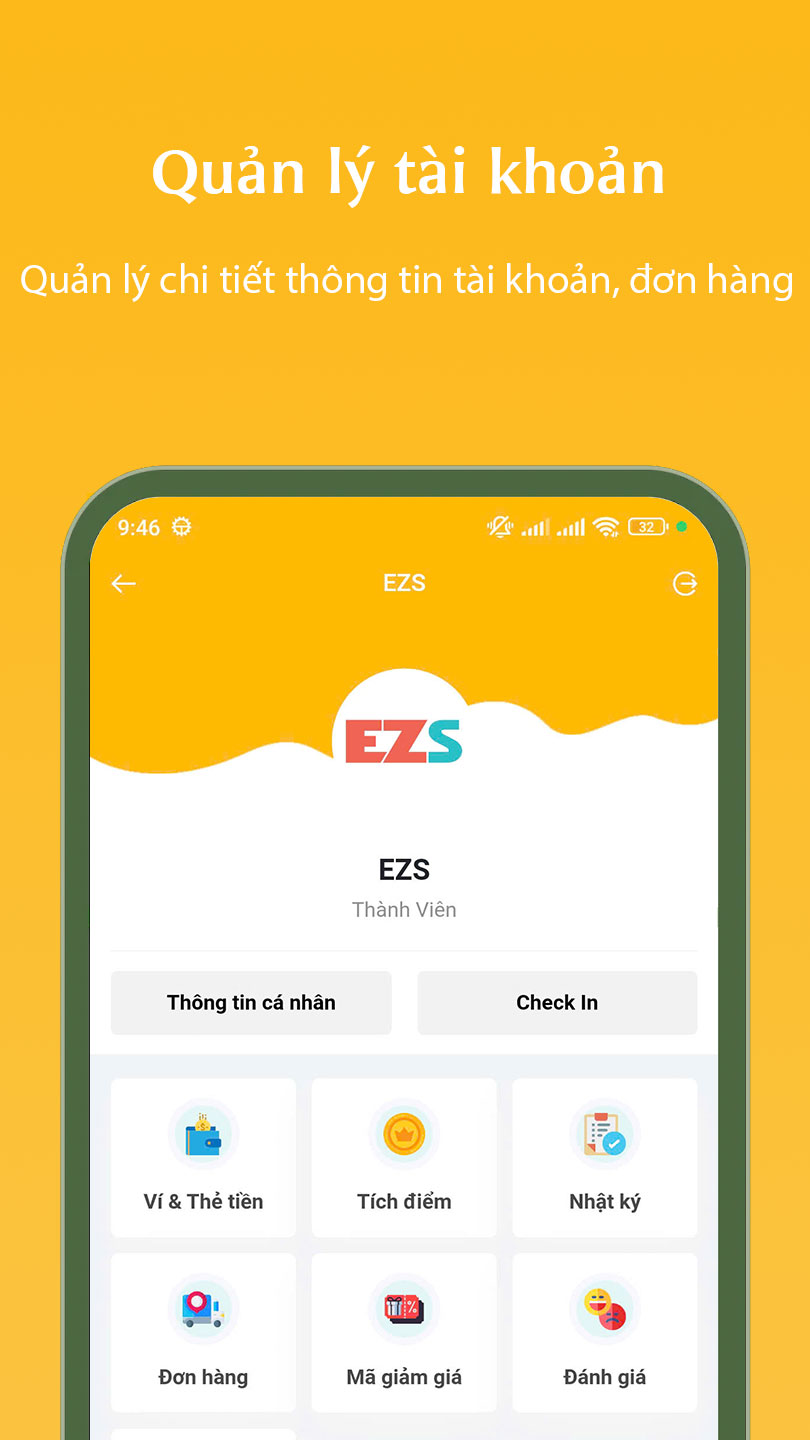 Quản lý tài khoản
Quản lý chi tiết thông tin tài khoản, đơn hàng
9:46 32
EZS
EZS
EZS
Thành Viên
Thông tin cá nhân Check In
Ví & Thẻ tiền Tích điểm Nhật ký
Đơn hàng Mã giảm giá Đánh giá